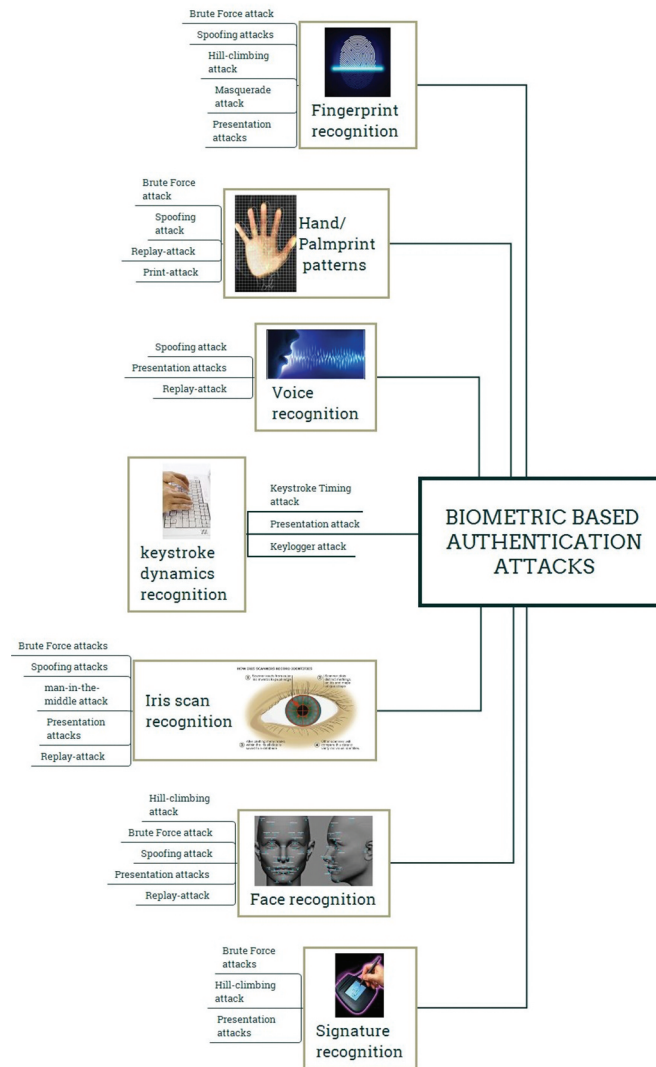 Brute Force attack
Spoofing attacks
Hill-climbing
attack
Masquerade
attack
Presentation
attacks
Fingerprint
recognition
Brute Force
attack
Spoofing
attack
Replay-attack
Print-attack
Hand/
Palmprint
patterns
Spoofing attack
Presentation attacks
Replay-attack
Voice
recognition
keystroke
dynamics
recognition
Keystroke Timing
attack
Presentation attack
Keylogger attack
BIOMETRIC BASED
AUTHENTICATION
ATTACKS
Brute Force attacks
Spoofing attacks
man-in-the-
middle attack
Presentation
attacks
Replay-attack
Iris scan
recognition
Hill-climbing
attack
Brute Force attack
Spoofing attack
Presentation attacks
Replay-attack
Face recognition
Brute Force
attacks
Hill-climbing
attack
Presentation
attacks
Signature
recognition